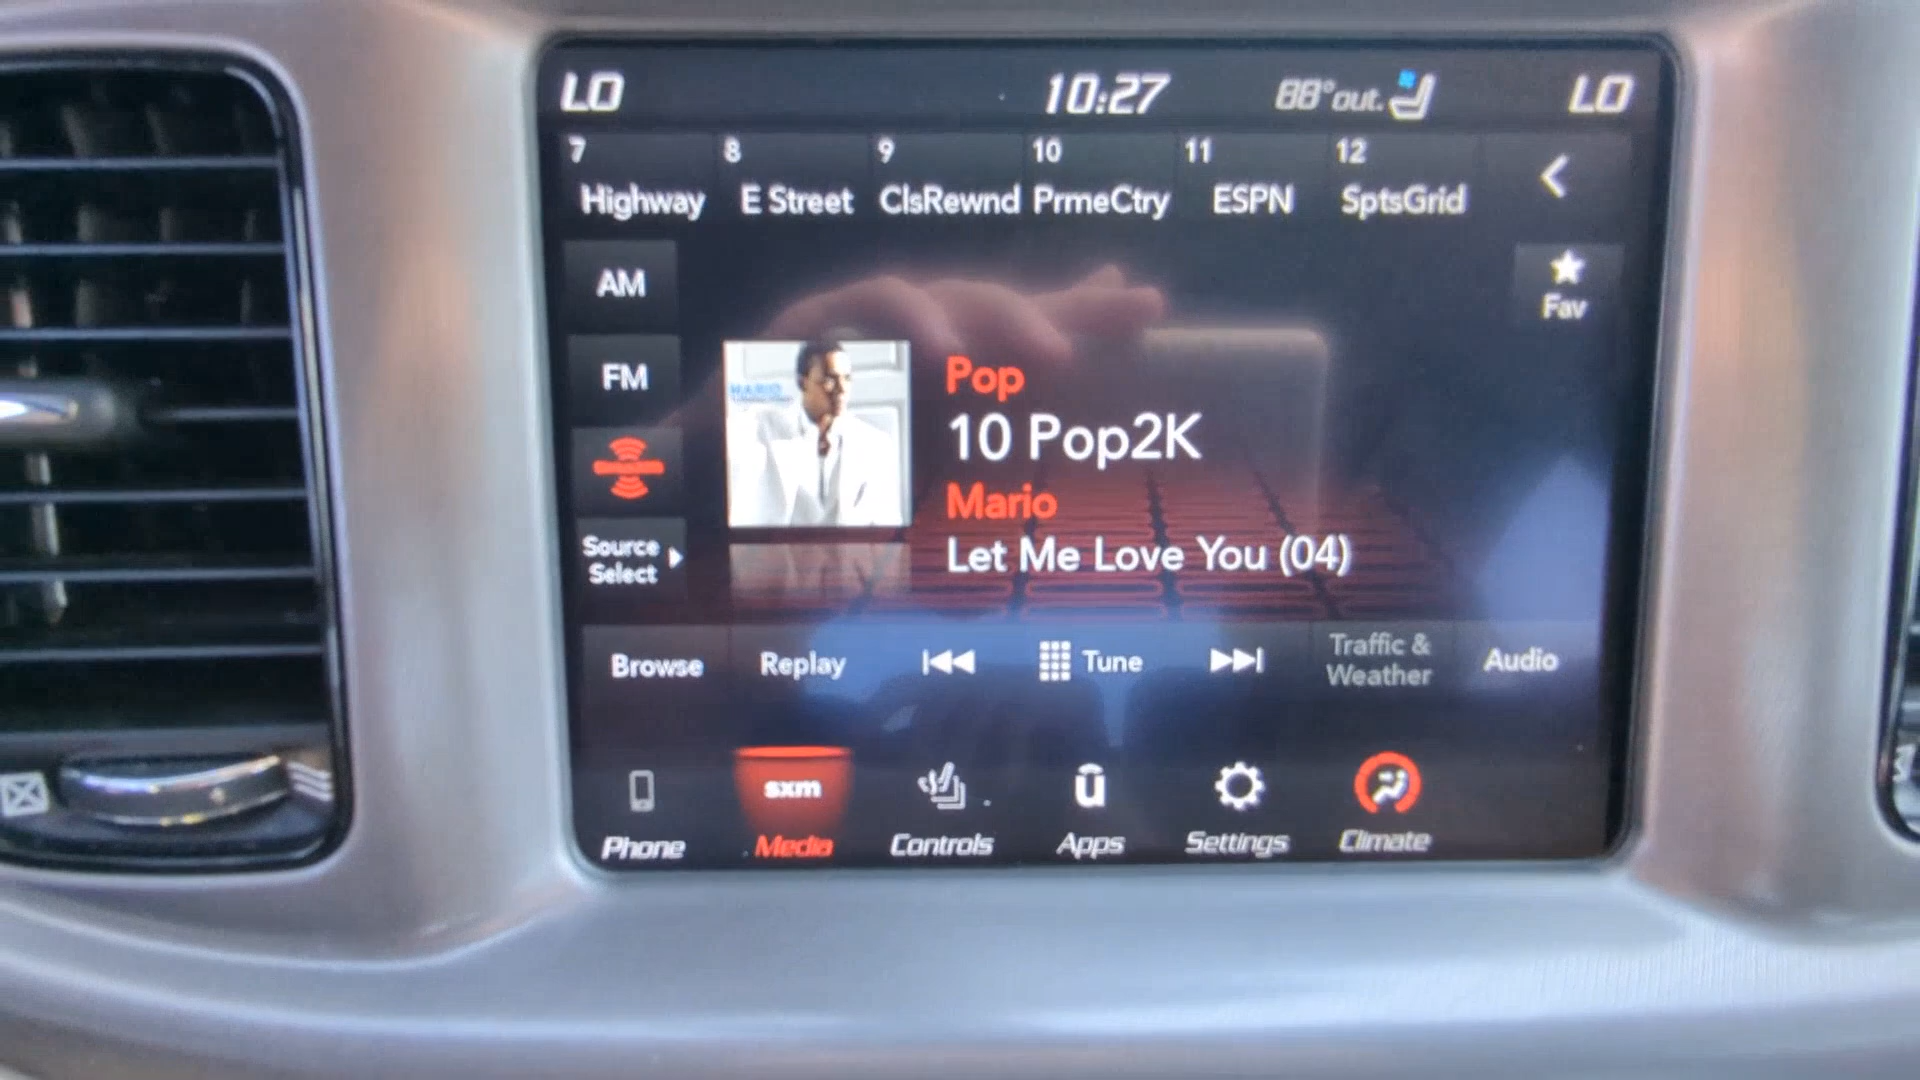 LO 10:27 88°out. LO
7 8 9 10 11 12
Highway E Street ClsRewnd PrmeCtry ESPN SptsGrid
AM
Fav
FM
MARIO
Pop
10 Pop2K
Mario
Let Me Love You (04)
Source
Select
Browse Replay Tune Traffic &
Weather Audio
sxm
Phone Media Controls Apps Settings Climate